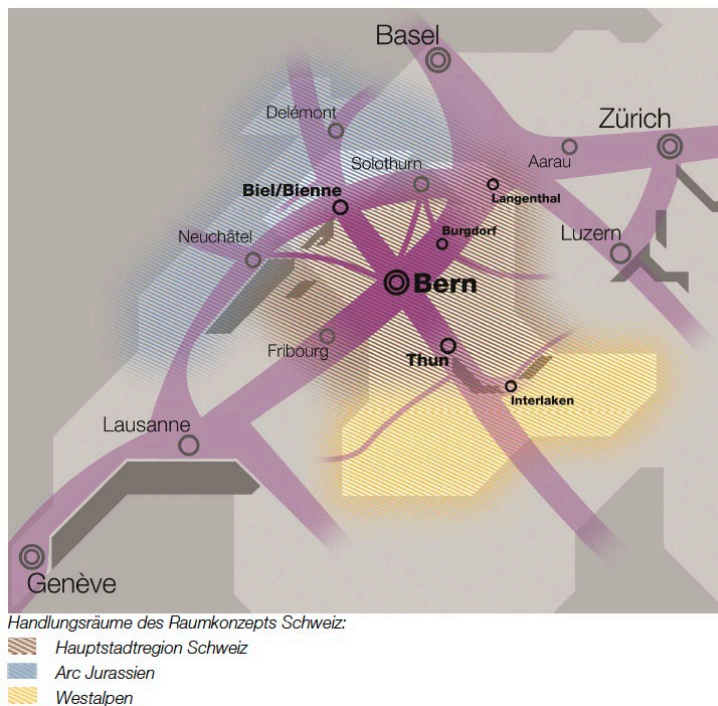 Basel
Delémont
Zürich
Solothurn
Aarau
Biel/Bienne
Langenthal
Neuchâtel
Burgdorf
Luzern
Bern
Fribourg
Thun
Interlaken
Lausanne
Genève
Handlungsräume des Raumkonzepts Schweiz:
Hauptstadtregion Schweiz
Arc Jurassien
Westalpen